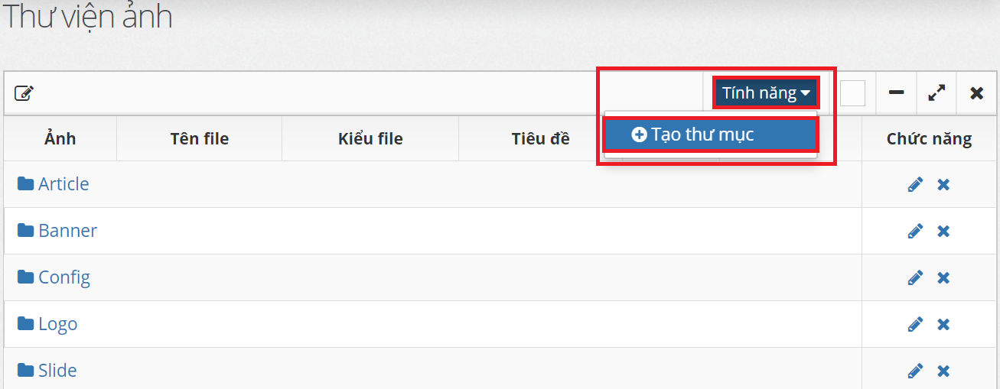 Thư viện ảnh
Tính năng
Ảnh Tên file Kiểu file Tiêu đề Tạo thư mục Chức năng
Article
Banner
Config
Logo
Slide